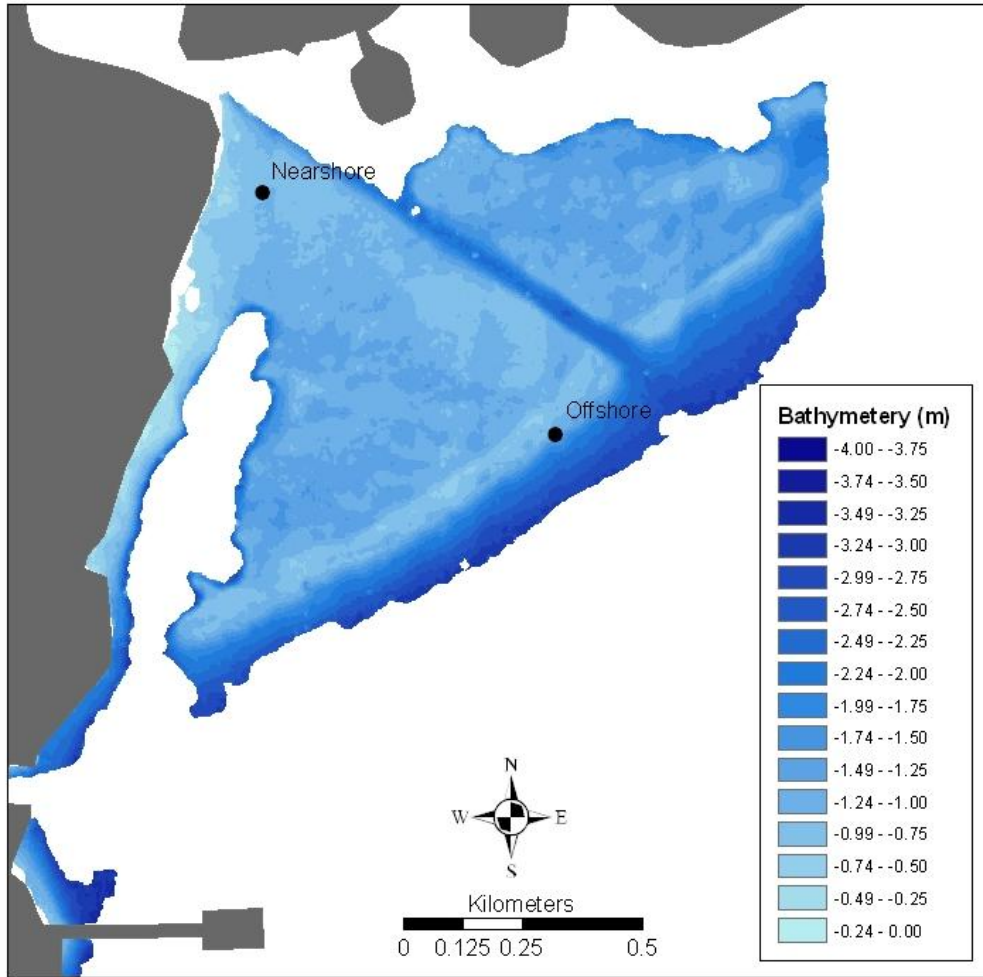 Nearshore
Offshore
Bathymetery (m)
-4.00 - -3.75
-3.74 - -3.50
-3.49 - -3.25
-3.24 - -3.00
-2.99 - -2.75
-2.74 - -2.50
-2.49 - -2.25
-2.24 - -2.00
-1.99 - -1.75
-1.74 - -1.50
-1.49 - -1.25
-1.24 - -1.00
-0.99 - -0.75
-0.74 - -0.50
-0.49 - -0.25
-0.24 - 0.00
N
W E
S
Kilometers
0 0.125 0.25 0.5